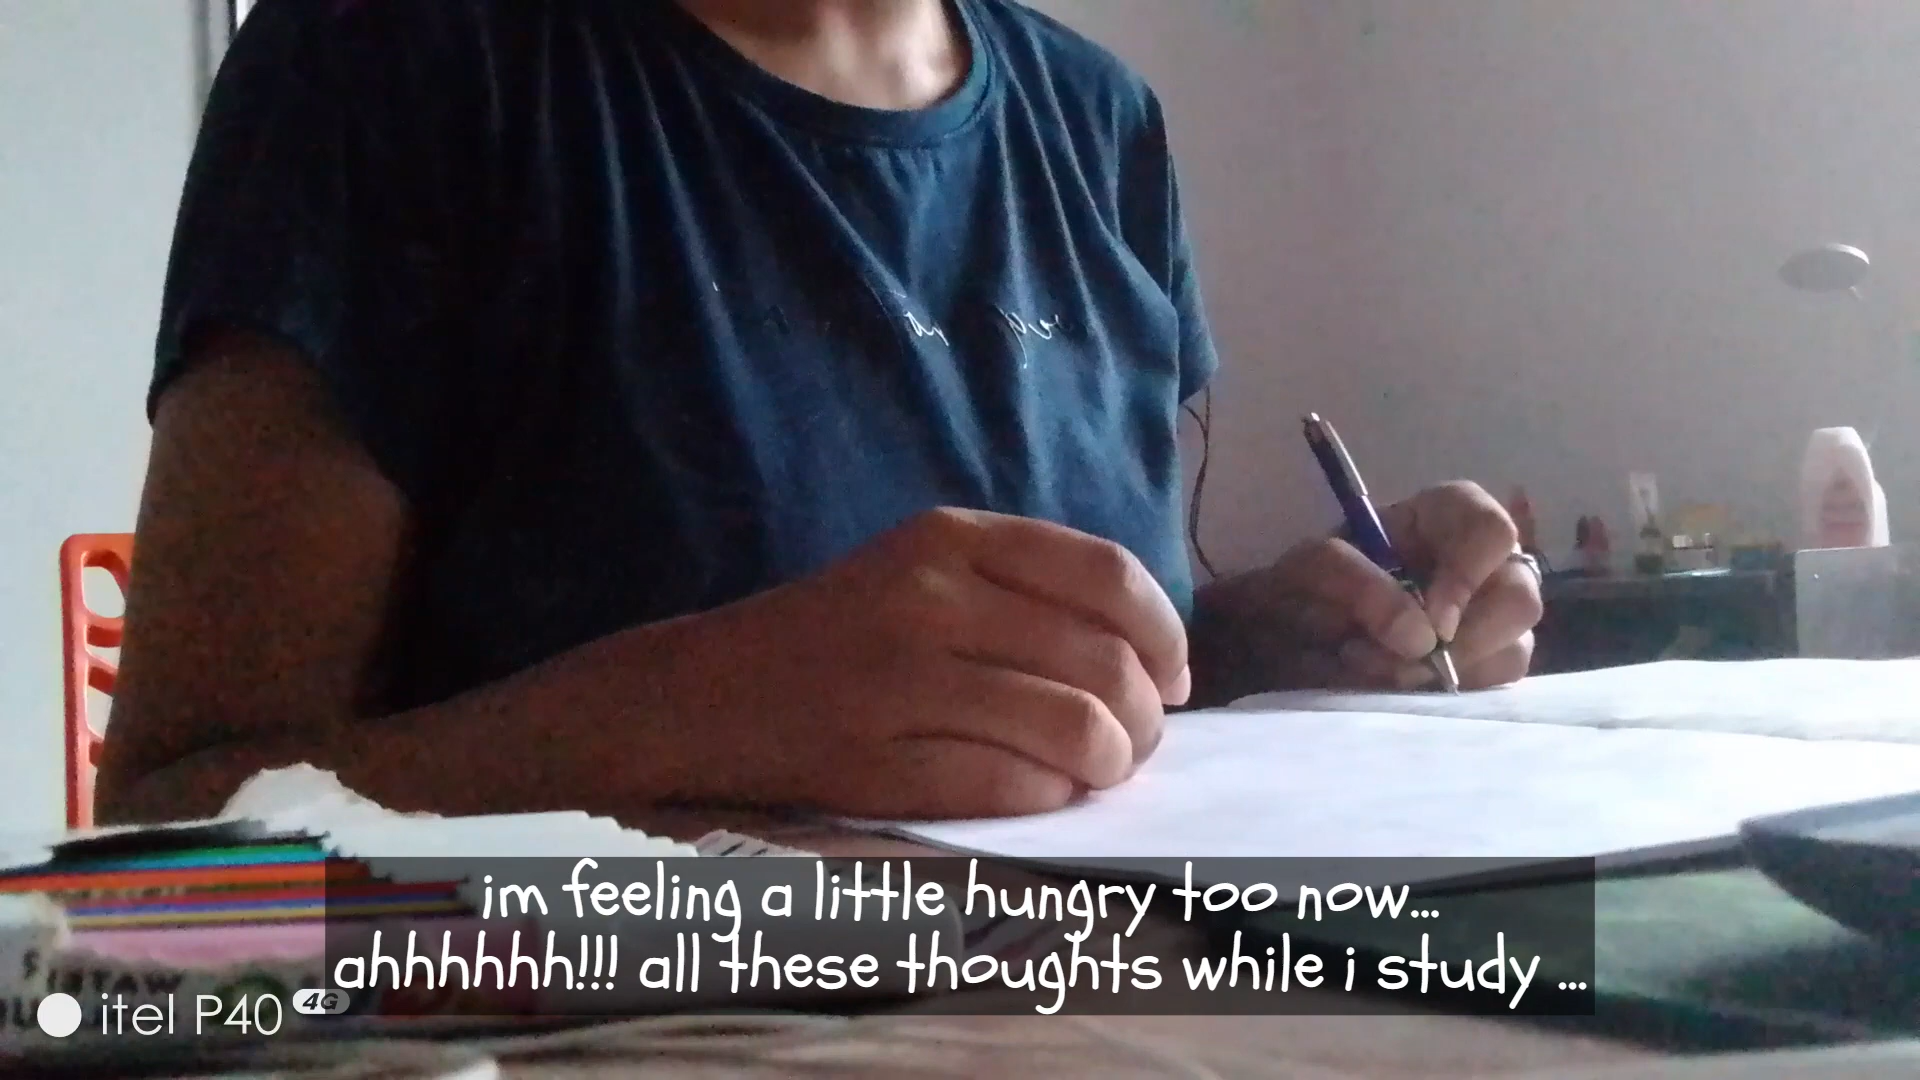 im feeling a little hungry too now...
ahhhhhh!!! all these thoughts while i study ...
itel P40 4G